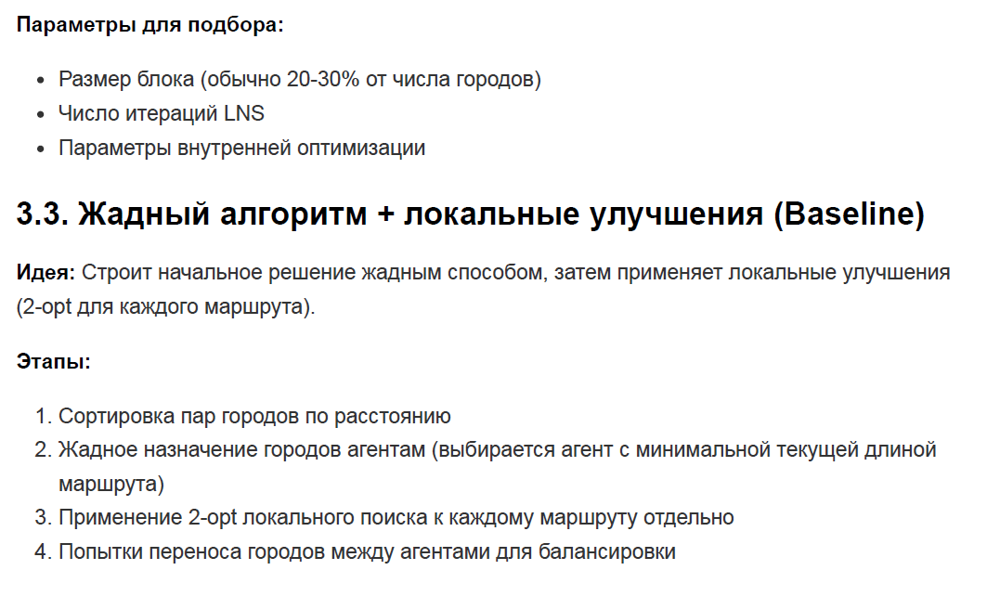 Параметры для подбора:
• Размер блока (обычно 20-30% от числа городов)
• Число итераций LNS
• Параметры внутренней оптимизации
3.3. Жадный алгоритм + локальные улучшения (Baseline)
Идея: Строит начальное решение жадным способом, затем применяет локальные улучшения
(2-opt для каждого маршрута).
Этапы:
1. Сортировка пар городов по расстоянию
2. Жадное назначение городов агентам (выбирается агент с минимальной текущей длиной
маршрута)
3. Применение 2-opt локального поиска к каждому маршруту отдельно
4. Попытки переноса городов между агентами для балансировки